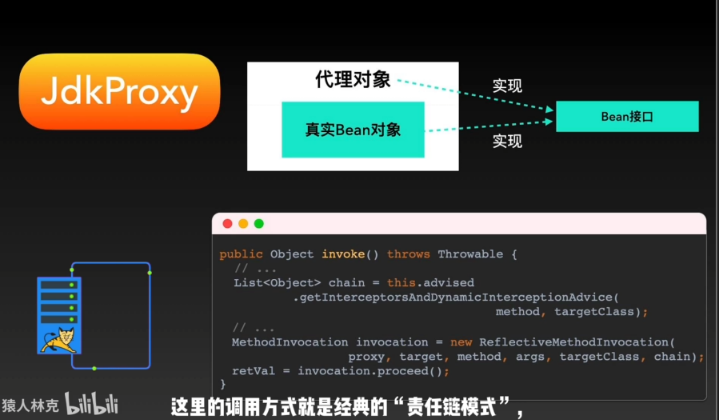 JdkProxy
代理对象
真实Bean对象
实现
实现
Bean接口
public Object invoke() throws Throwable {
// ...
List<Object> chain = this.advised
.getInterceptorsAndDynamicInterceptionAdvice(
method, targetClass);
// ...
MethodInvocation invocation = new ReflectiveMethodInvocation(
proxy, target, method, args, targetClass, chain);
retVal = invocation.proceed();
}
猿人林克 bilibili
这里的调用方式就是经典的“责任链模式”，